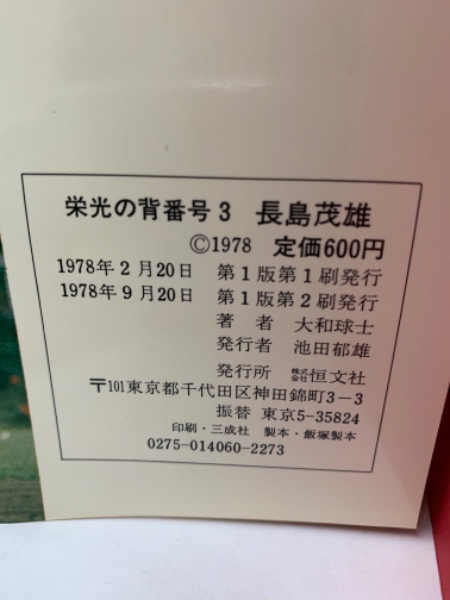 栄光の背番号3 長島茂雄
©1978 定価600円
1978年2月20日 第1版第1刷発行
1978年9月20日 第1版第2刷発行
著者 大和球士
発行者 池田郁雄
発行所 株式会社恒文社
〒101東京都千代田区神田錦町3-3
振替 東京5-35824
印刷・三成社 製本・飯塚製本
0275-014060-2273